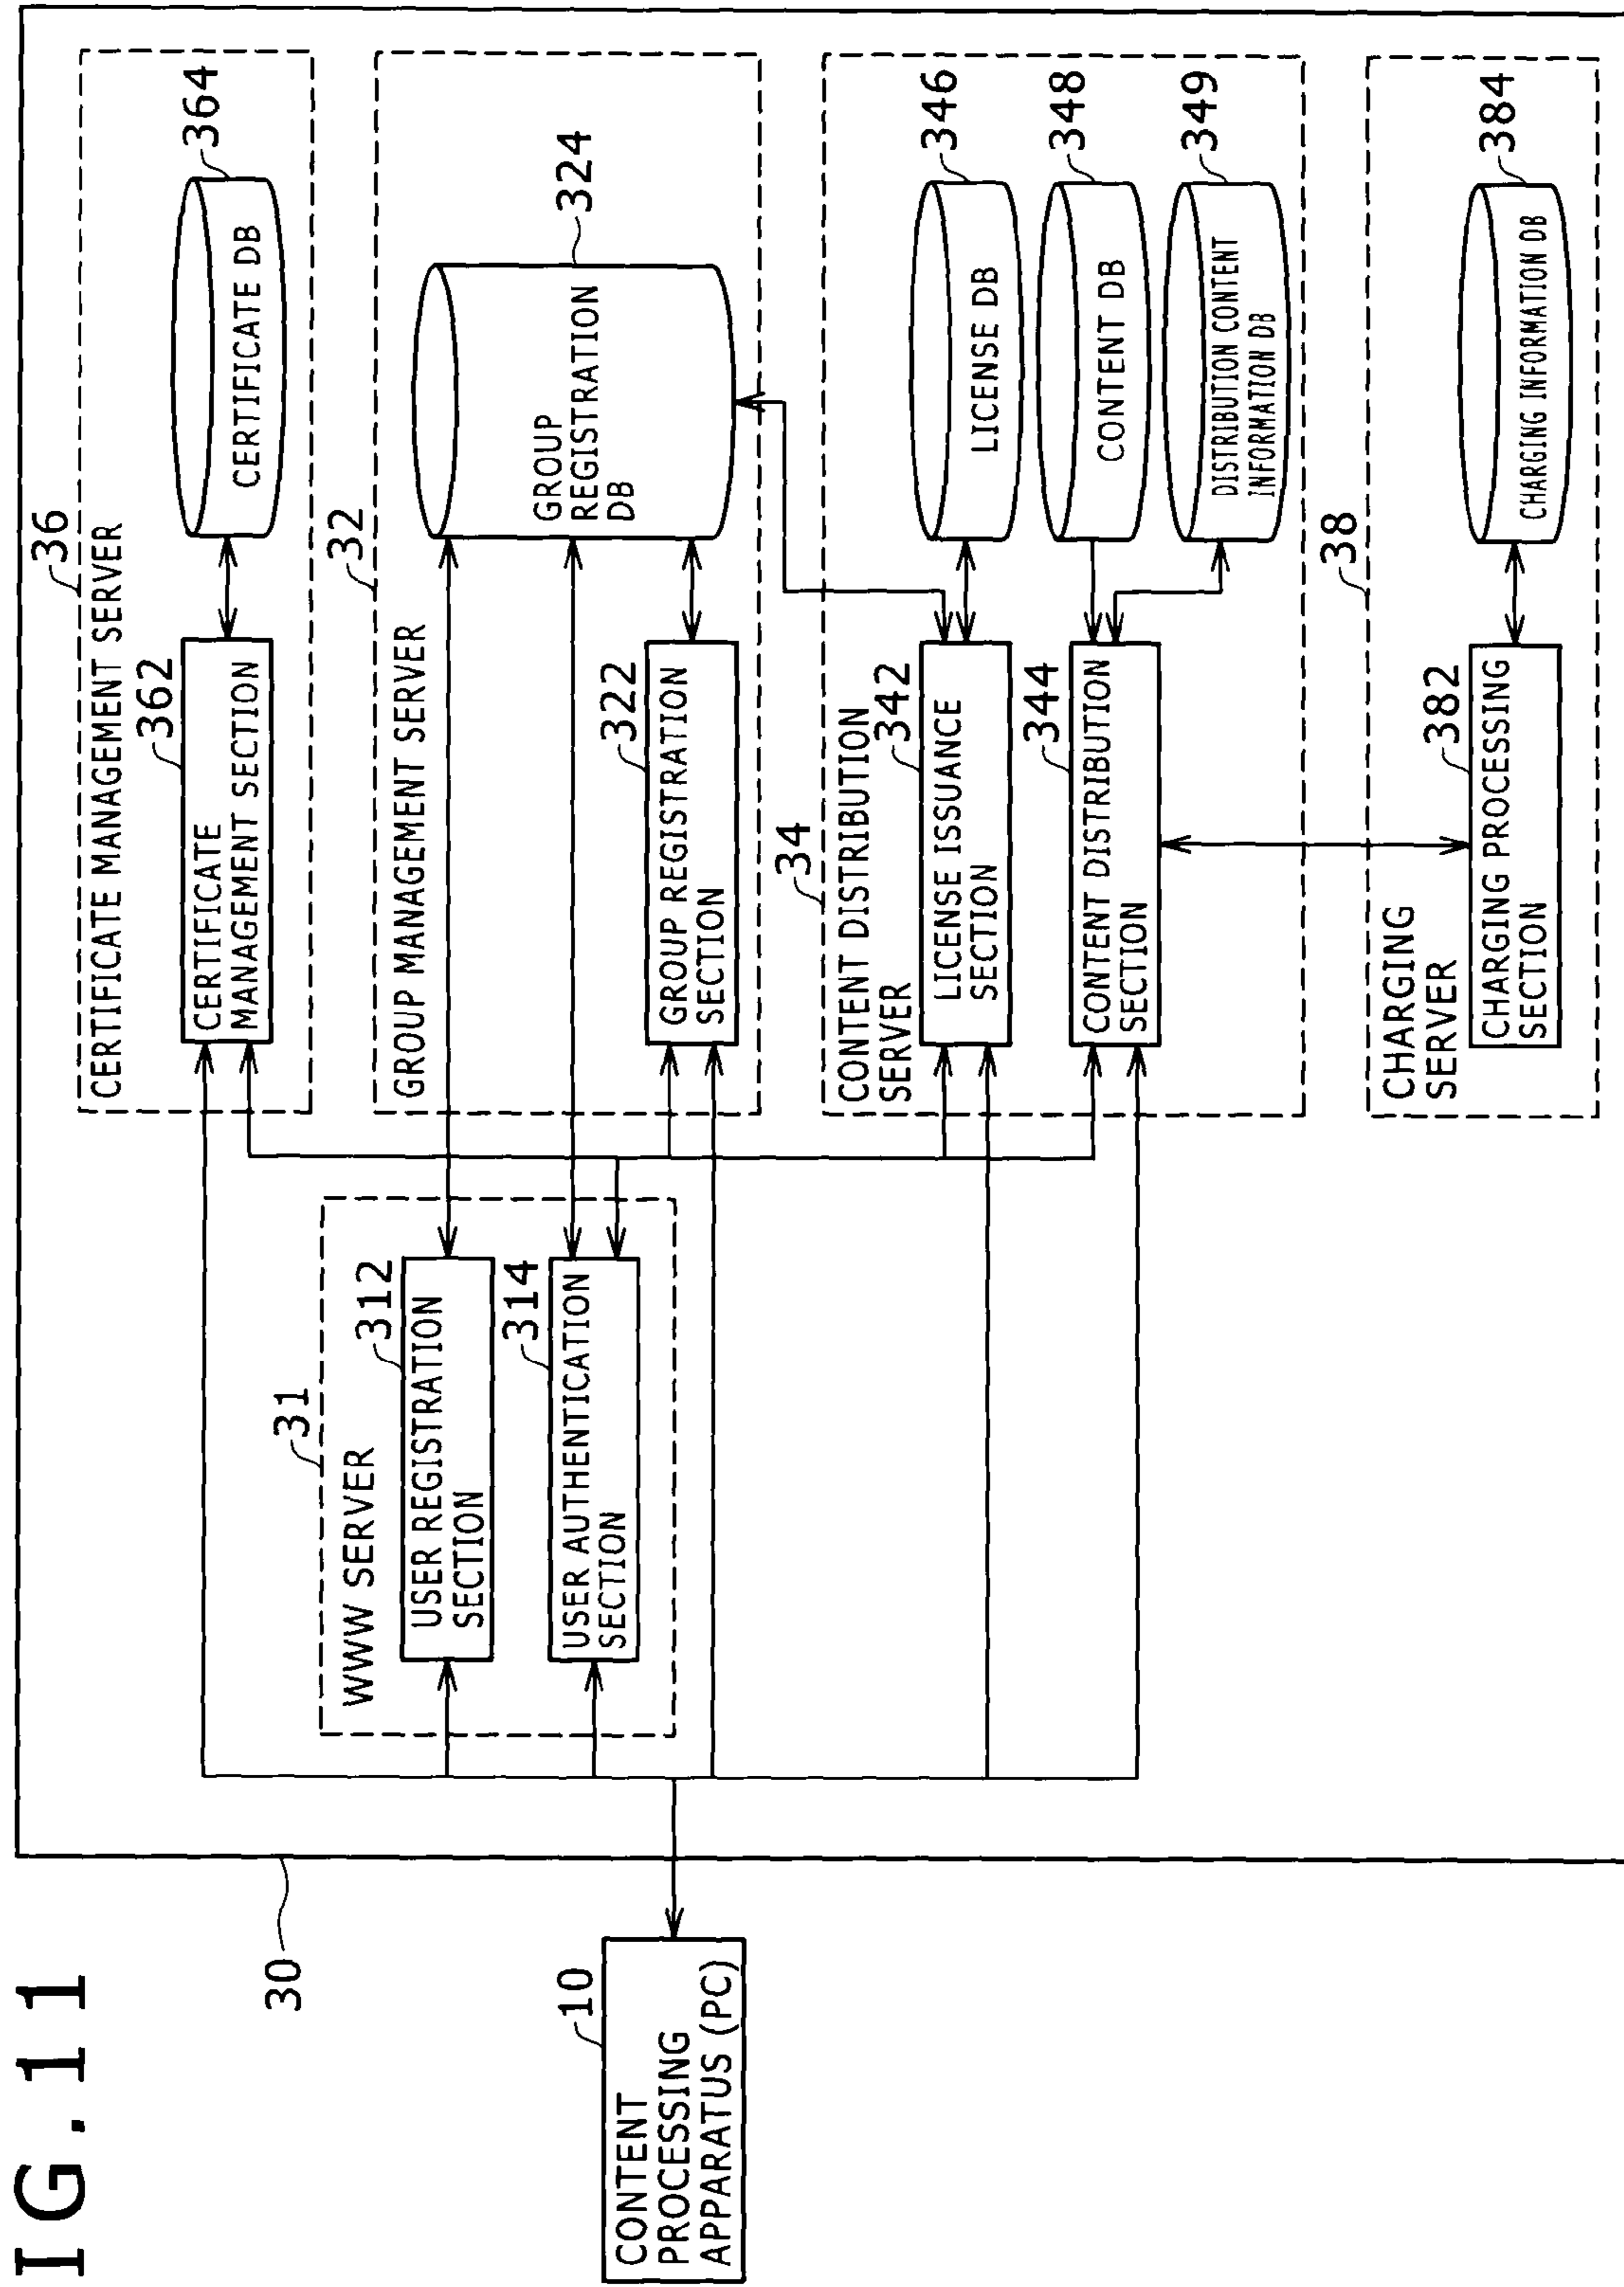 IG.11
30
10
CONTENT
PROCESSING
APPARATUS (PC)
31
WWW SERVER
312
USER REGISTRATION
SECTION
314
USER AUTHENTICATION
SECTION
36
CERTIFICATE MANAGEMENT SERVER
362
CERTIFICATE
MANAGEMENT SECTION
364
CERTIFICATE DB
32
GROUP MANAGEMENT SERVER
324
GROUP
REGISTRATION
DB
322
GROUP REGISTRATION
SECTION
34
CONTENT DISTRIBUTION
SERVER
342
LICENSE ISSUANCE
SECTION
346
LICENSE DB
344
CONTENT DISTRIBUTION
SECTION
348
CONTENT DB
349
DISTRIBUTION CONTENT
INFORMATION DB
38
CHARGING
SERVER
382
CHARGING PROCESSING
SECTION
384
CHARGING INFORMATION DB